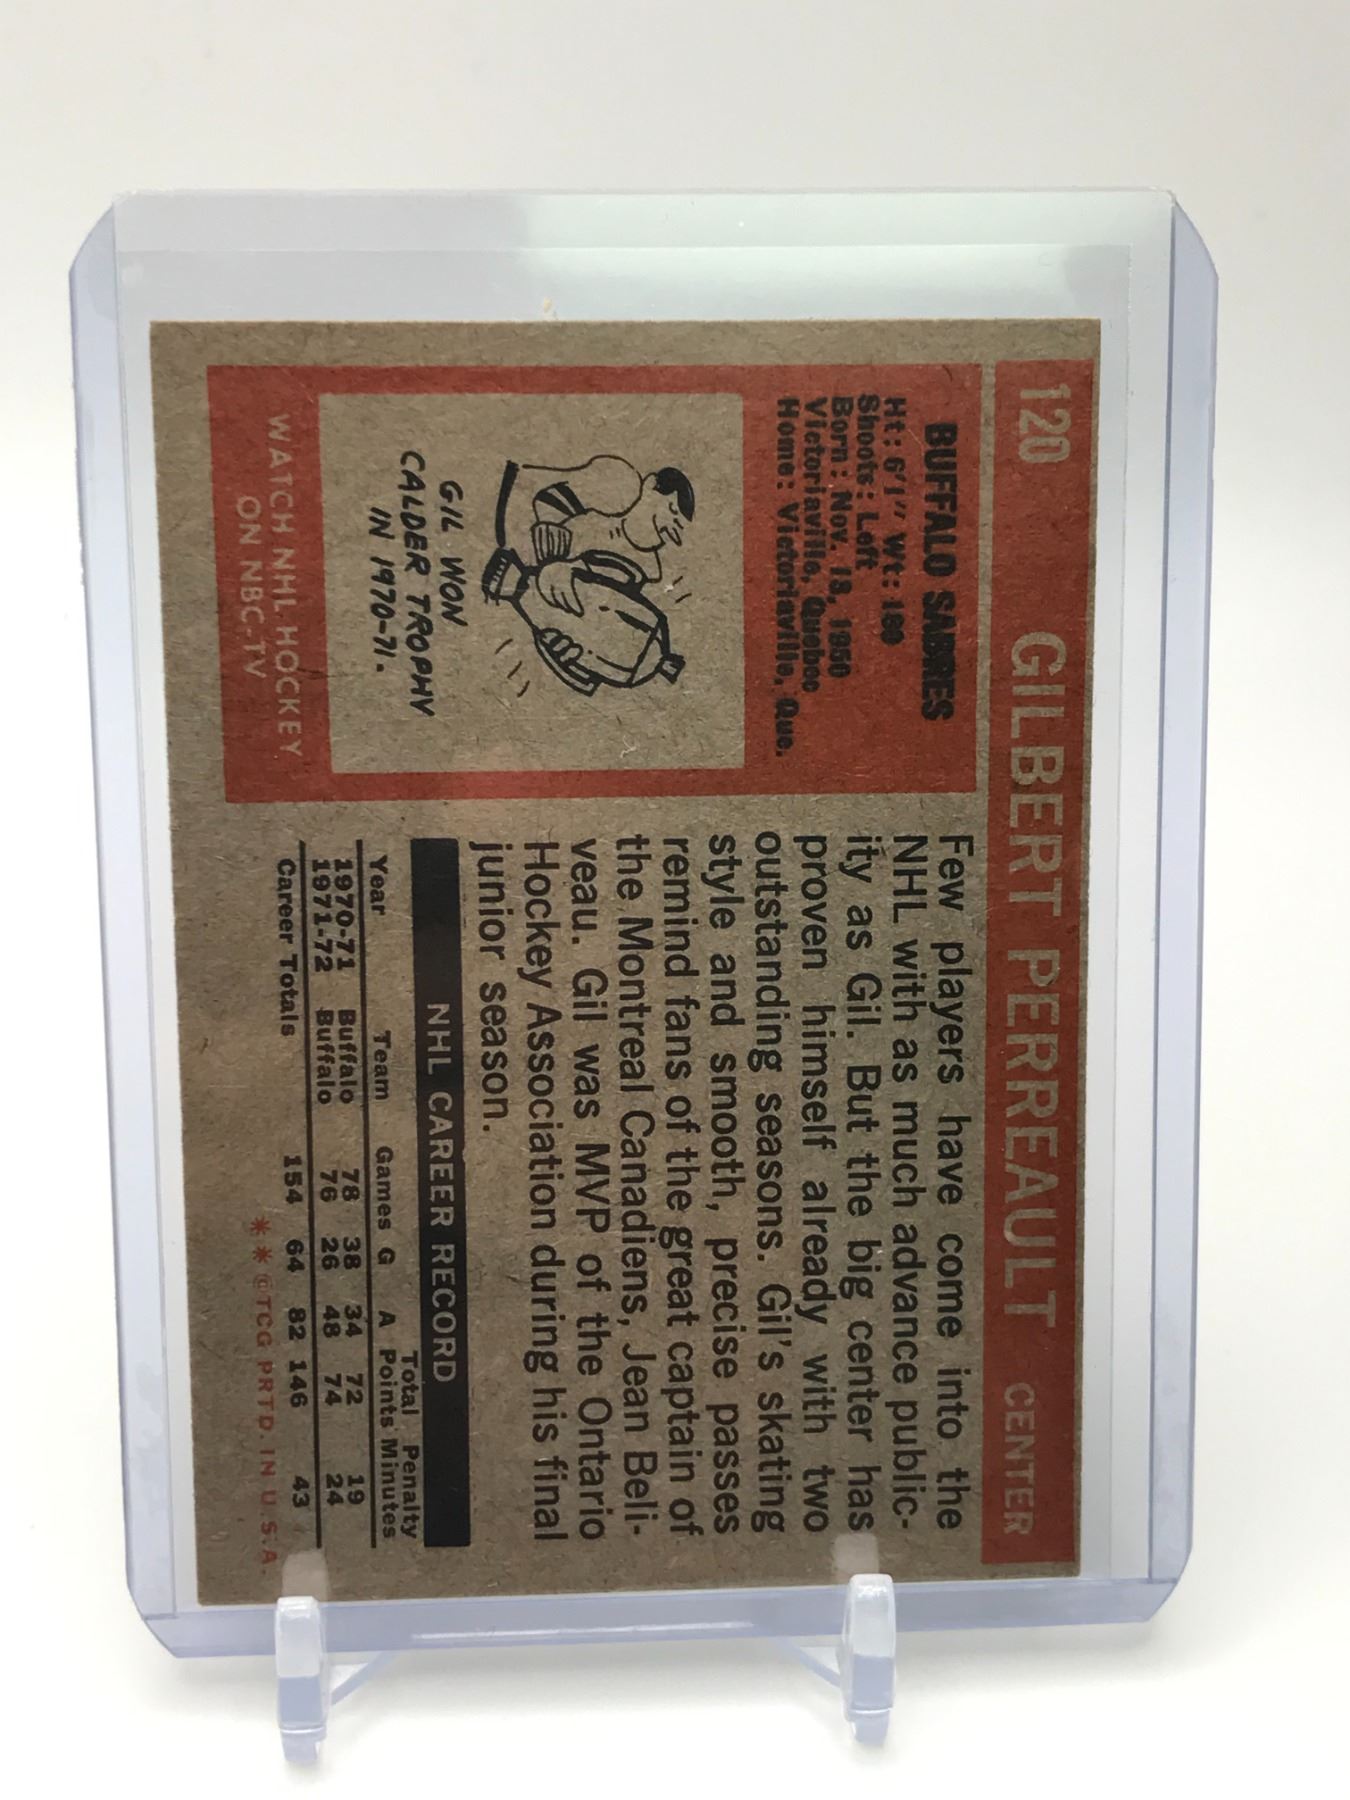 120 GILBERT PERREAULT CENTER
BUFFALO SABRES
Ht: 6'1" Wt: 180
Shoots: Left
Born: Nov. 18, 1950
Victoriaville, Quebec
Home: Victoriaville, Que.
GIL WON
CALDER TROPHY
IN 1970-71.
WATCH NHL HOCKEY
ON NBC-TV
Few players have come into the
NHL with as much advance public-
ity as Gil. But the big center has
proven himself already with two
outstanding seasons. Gil's skating
style and smooth, precise passes
remind fans of the great captain of
the Montreal Canadiens, Jean Beli-
veau. Gil was MVP of the Ontario
Hockey Association during his final
junior season.
NHL CAREER RECORD
Total Penalty
Year Team Games G A Points Minutes
1970-71 Buffalo 78 38 34 72 19
1971-72 Buffalo 76 26 48 74 24
Career Totals 154 64 82 146 43
**©TCG PRTD. IN U.S.A.